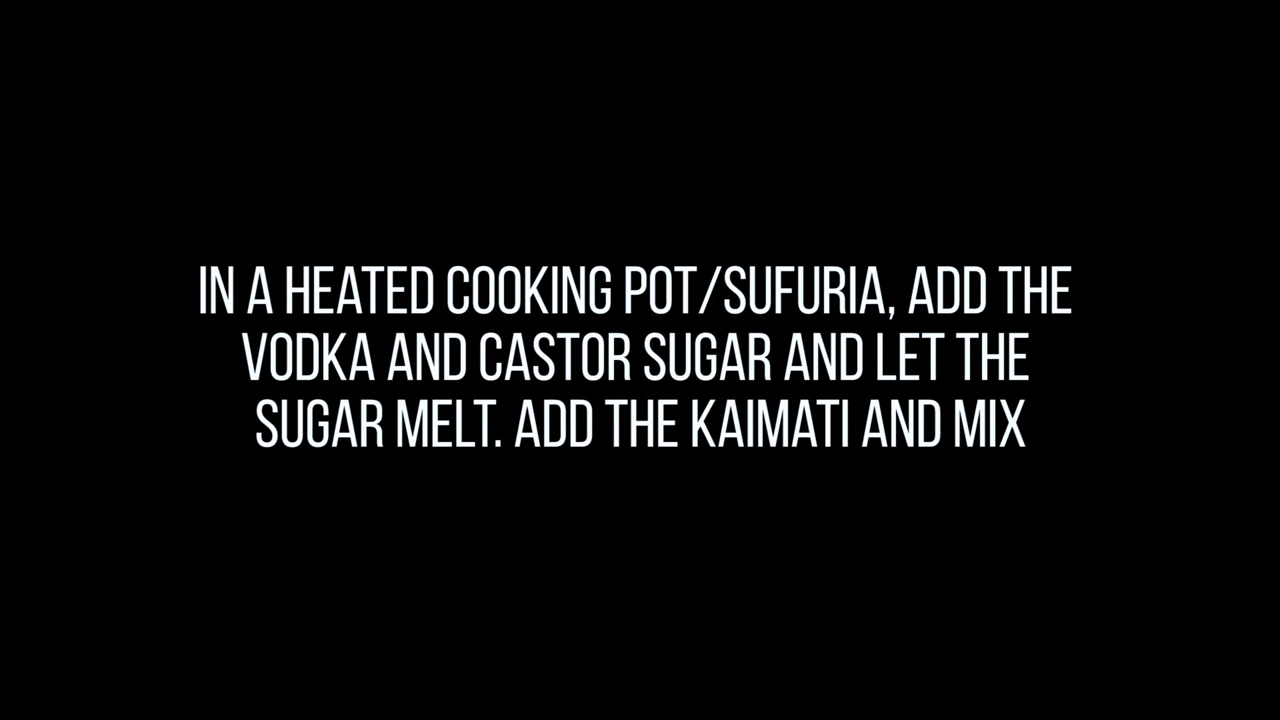 IN A HEATED COOKING POT/SUFURIA, ADD THE
VODKA AND CASTOR SUGAR AND LET THE
SUGAR MELT. ADD THE KAIMATI AND MIX